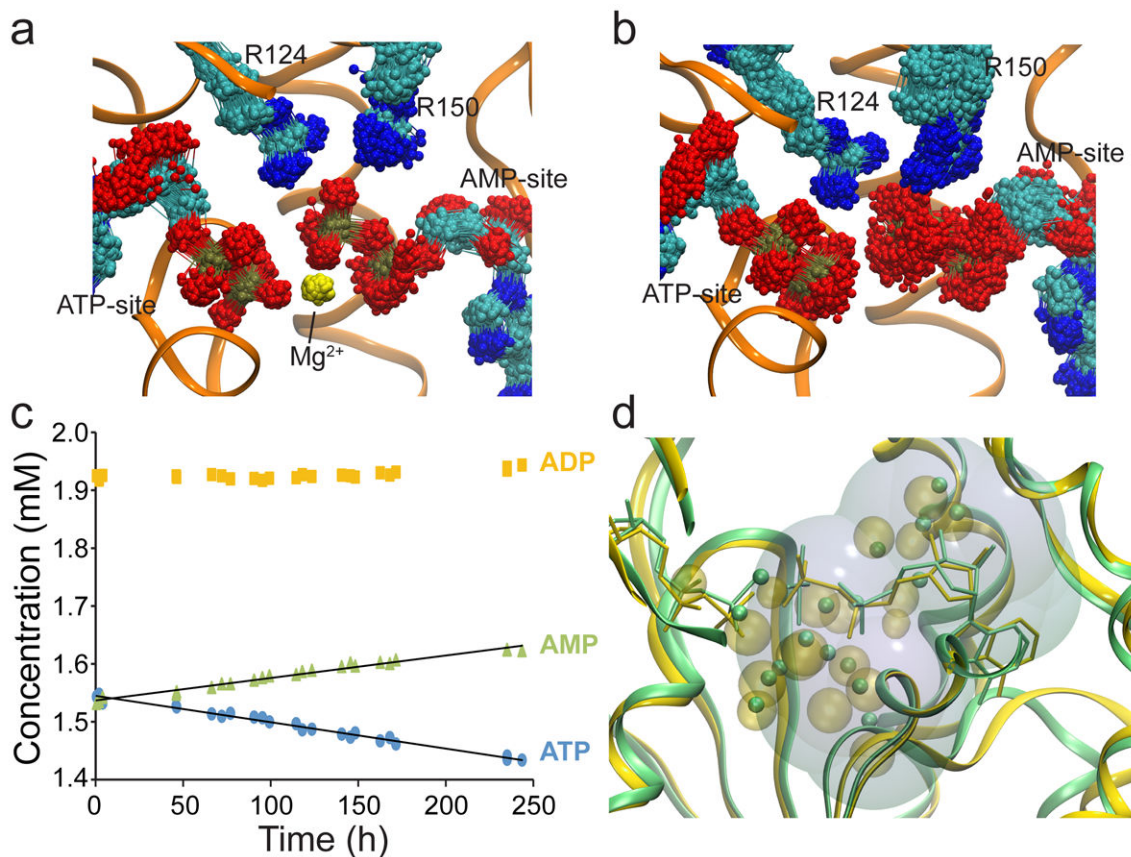 a
R124
R150
AMP-site
ATP-site
Mg²⁺
b
R124
R150
AMP-site
ATP-site
c
Concentration (mM)
2.0
1.9
1.8
1.7
1.6
1.5
1.4
0
50
100
150
200
250
Time (h)
ADP
AMP
ATP
d